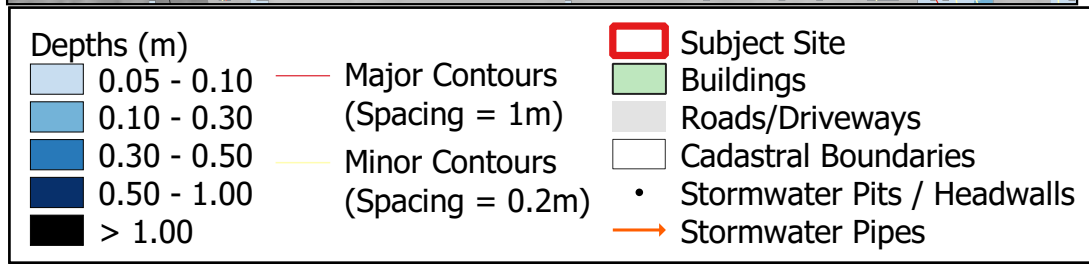 Depths (m)
0.05 - 0.10
0.10 - 0.30
0.30 - 0.50
0.50 - 1.00
> 1.00
Major Contours
(Spacing = 1m)
Minor Contours
(Spacing = 0.2m)
Subject Site
Buildings
Roads/Driveways
Cadastral Boundaries
Stormwater Pits / Headwalls
Stormwater Pipes